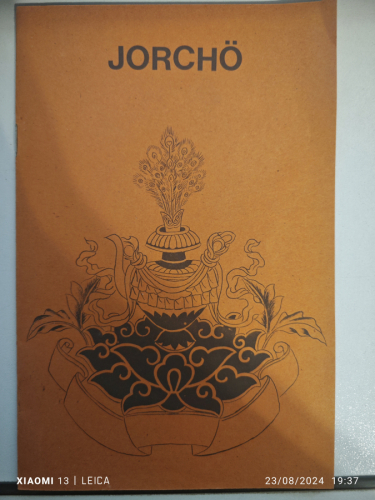 JORCHÖ
XIAOMI 13 | LEICA
23/08/2024 19:37